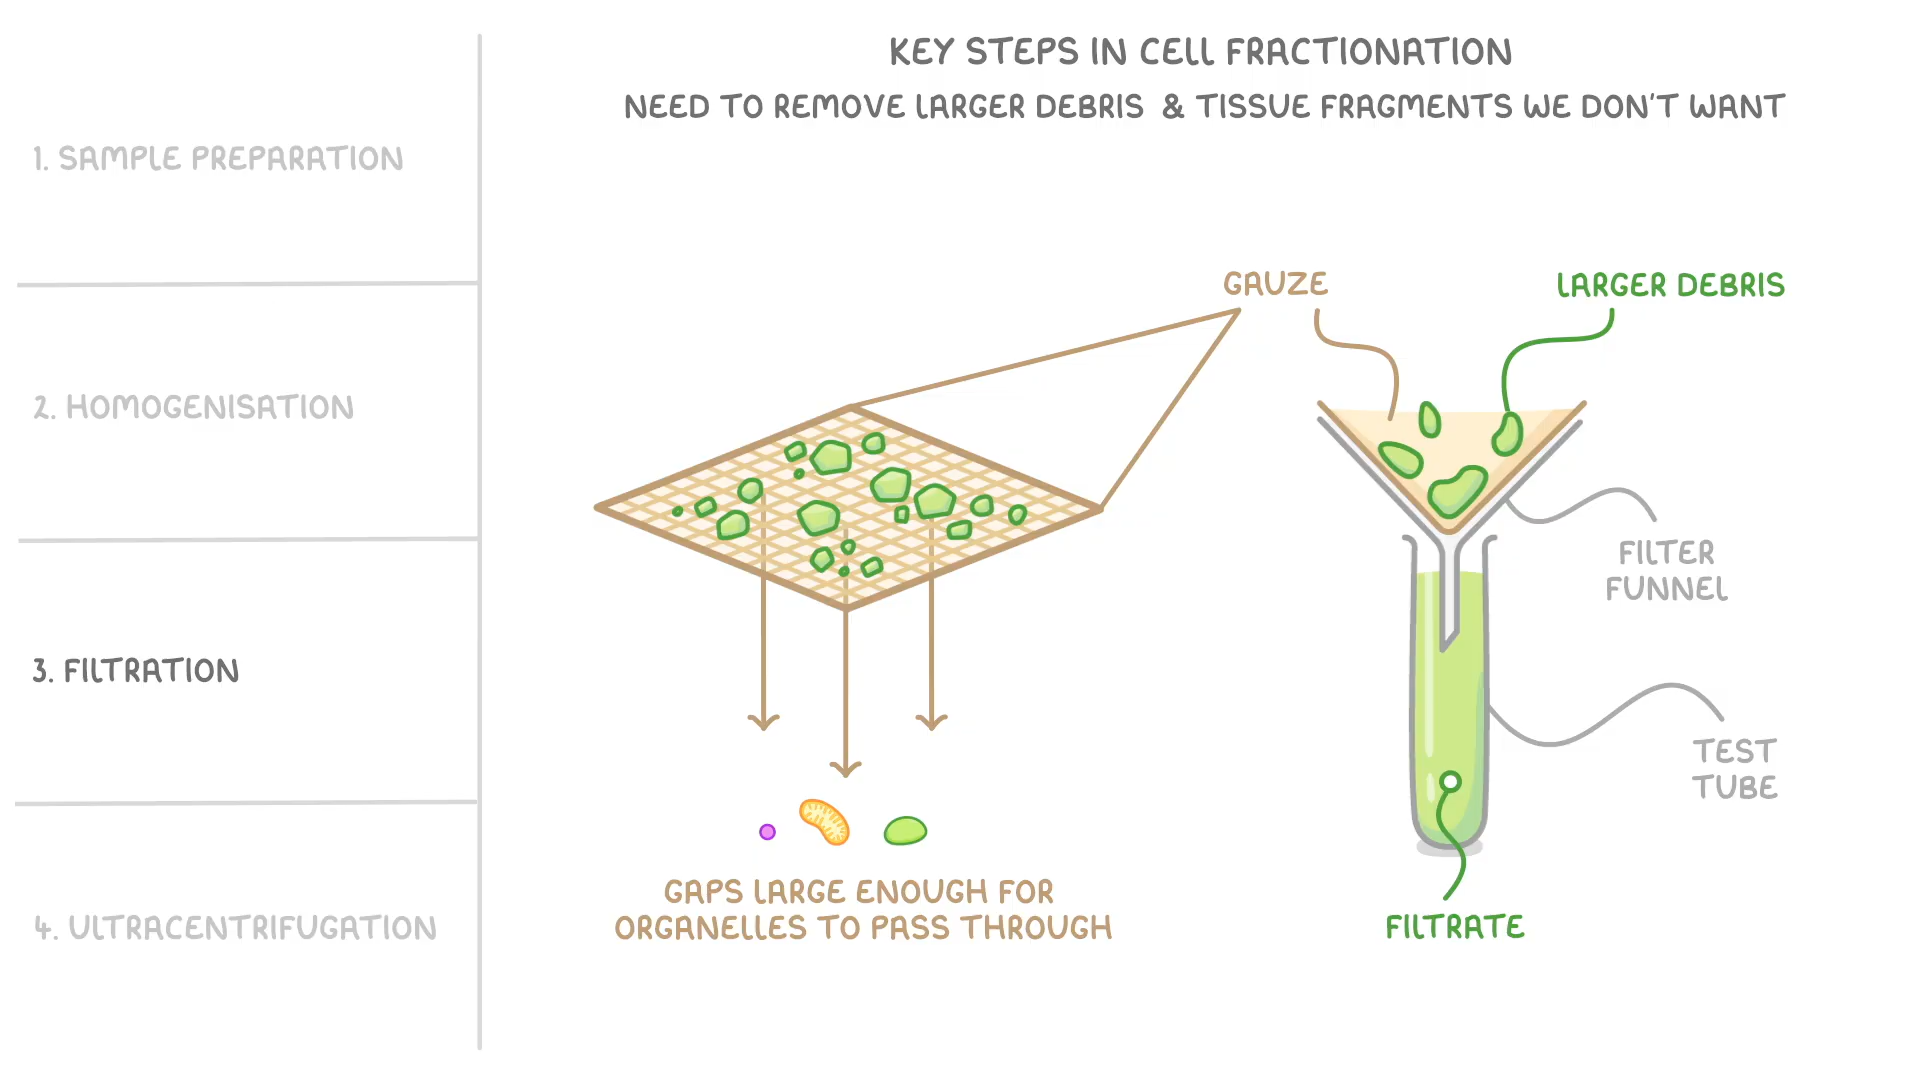 KEY STEPS IN CELL FRACTIONATION
NEED TO REMOVE LARGER DEBRIS & TISSUE FRAGMENTS WE DON'T WANT
1. SAMPLE PREPARATION
2. HOMOGENISATION
3. FILTRATION
4. ULTRACENTRIFUGATION
GAUZE
LARGER DEBRIS
FILTER
FUNNEL
TEST
TUBE
GAPS LARGE ENOUGH FOR
ORGANELLES TO PASS THROUGH
FILTRATE